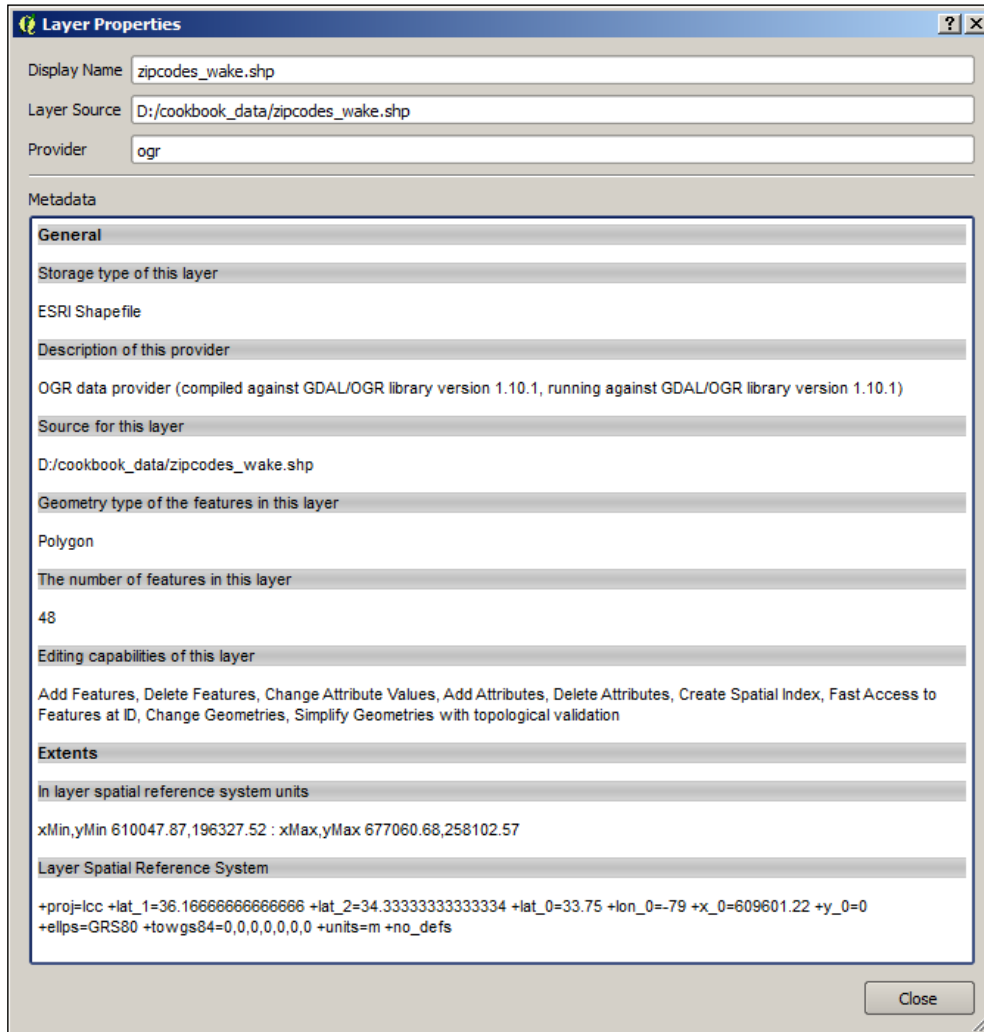 Layer Properties
Display Name zipcodes_wake.shp
Layer Source D:/cookbook_data/zipcodes_wake.shp
Provider ogr
Metadata
General
Storage type of this layer
ESRI Shapefile
Description of this provider
OGR data provider (compiled against GDAL/OGR library version 1.10.1, running against GDAL/OGR library version 1.10.1)
Source for this layer
D:/cookbook_data/zipcodes_wake.shp
Geometry type of the features in this layer
Polygon
The number of features in this layer
48
Editing capabilities of this layer
Add Features, Delete Features, Change Attribute Values, Add Attributes, Delete Attributes, Create Spatial Index, Fast Access to
Features at ID, Change Geometries, Simplify Geometries with topological validation
Extents
In layer spatial reference system units
xMin,yMin 610047.87,196327.52 : xMax,yMax 677060.68,258102.57
Layer Spatial Reference System
+proj=lcc +lat_1=36.16666666666666 +lat_2=34.33333333333334 +lat_0=33.75 +lon_0=-79 +x_0=609601.22 +y_0=0
+ellps=GRS80 +towgs84=0,0,0,0,0,0,0 +units=m +no_defs
Close